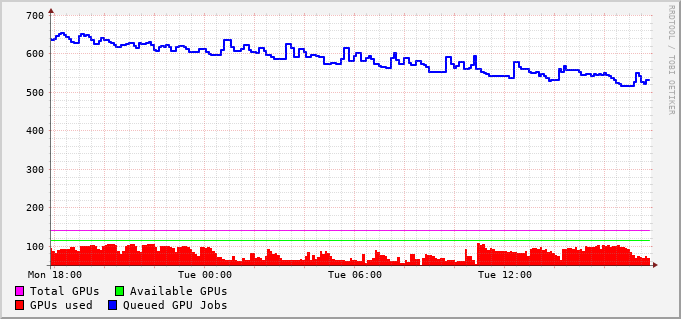 700
600
500
400
300
200
100
Mon 18:00 Tue 00:00 Tue 06:00 Tue 12:00
Total GPUs Available GPUs
GPUs used Queued GPU Jobs
RRDTOOL / TOBI OETIKER